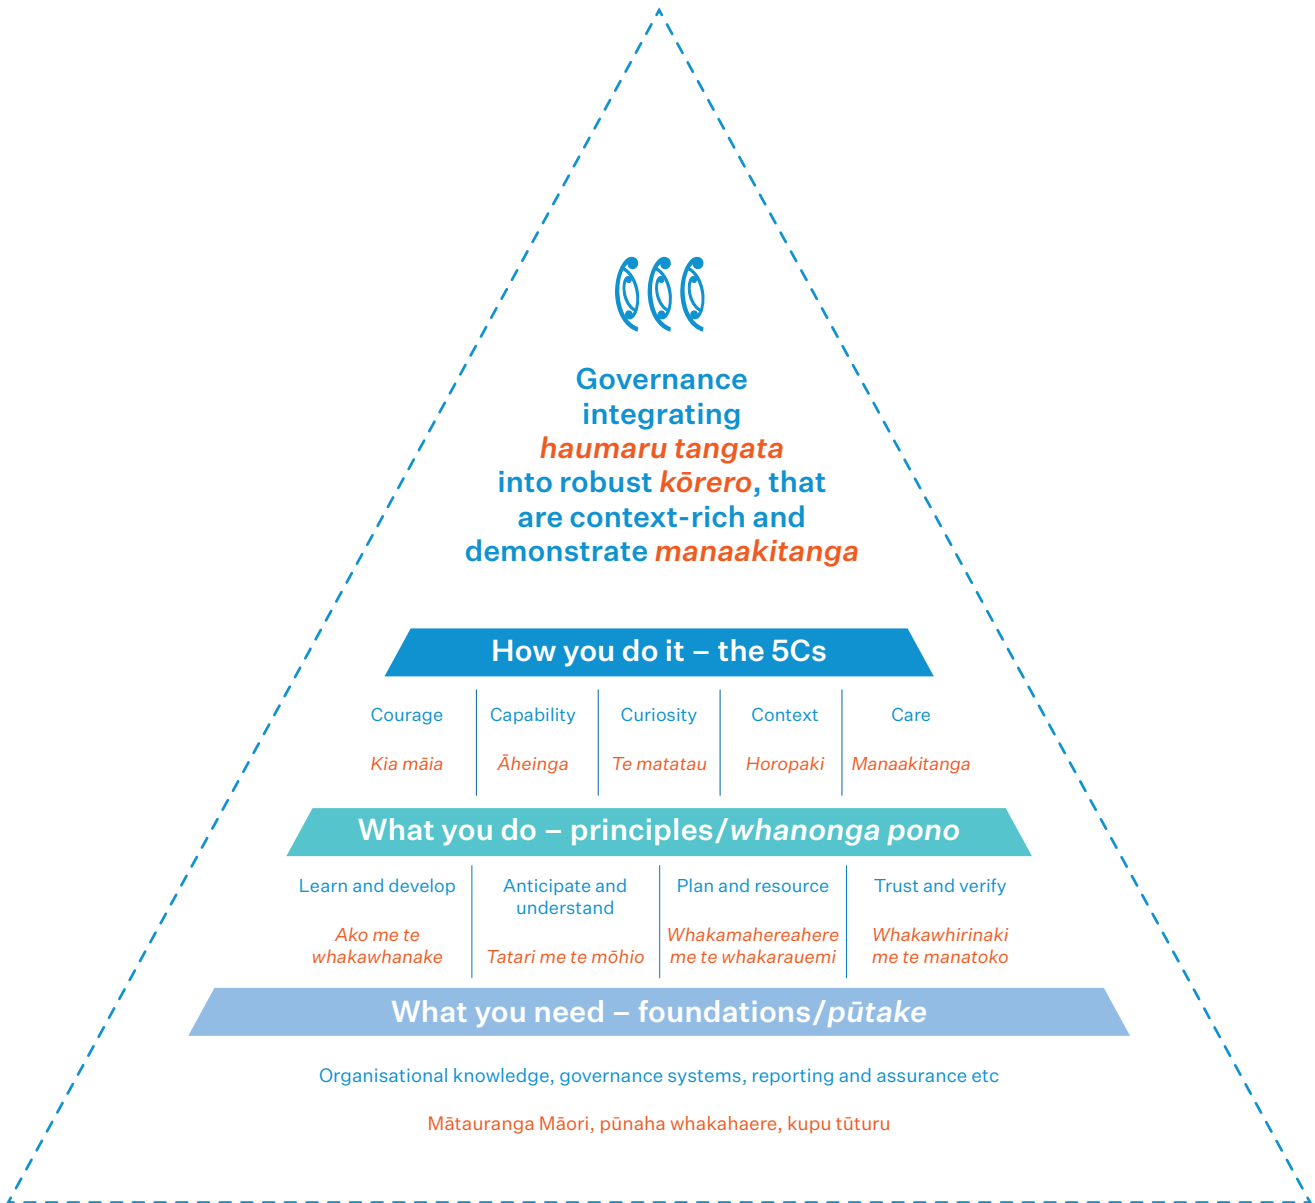 Governance
integrating
haumaru tangata
into robust kōrero, that
are context-rich and
demonstrate manaakitanga
How you do it – the 5Cs
Courage
Kia māia
Capability
Āheinga
Curiosity
Te matatau
Context
Horopaki
Care
Manaakitanga
What you do – principles/whanonga pono
Learn and develop
Ako me te
whakawhanake
Anticipate and
understand
Tatari me te mōhio
Plan and resource
Whakamahereahere
me te whakarauemi
Trust and verify
Whakawhirinaki
me te manatoko
What you need – foundations/pūtake
Organisational knowledge, governance systems, reporting and assurance etc
Mātauranga Māori, pūnaha whakahaere, kupu tūturu